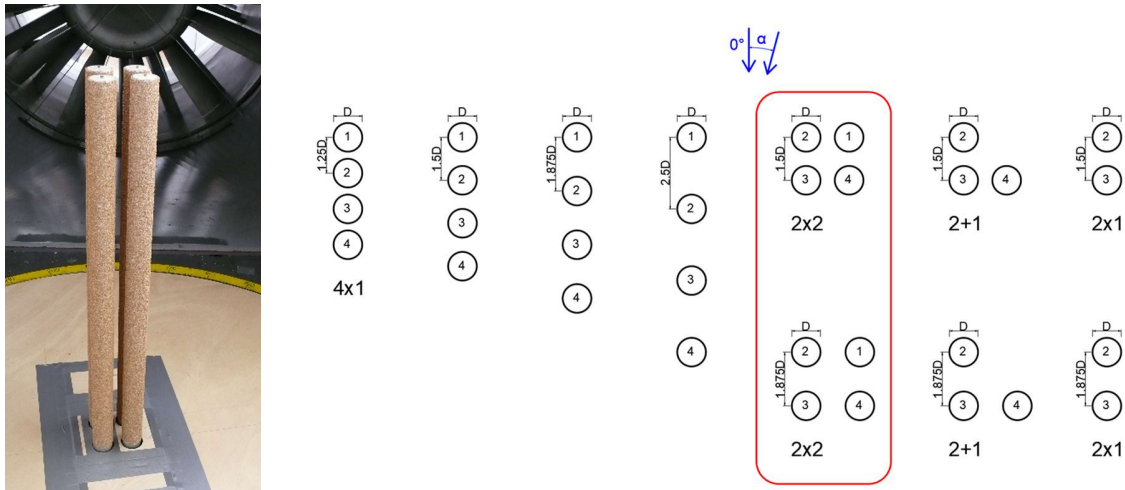 0° α
D D D D D D D
1 1 1 1 2 1 2 2
1.25D 1.5D 1.875D 2.5D 1.5D 1.5D 1.5D
2 2 2 2 3 4 3 4 3
3 3 3 3
4 4 4 4
2x2 2+1 2x1
4x1
D D D
2 1 2 2
1.875D 1.875D 1.875D
3 4 3 4 3
2x2 2+1 2x1